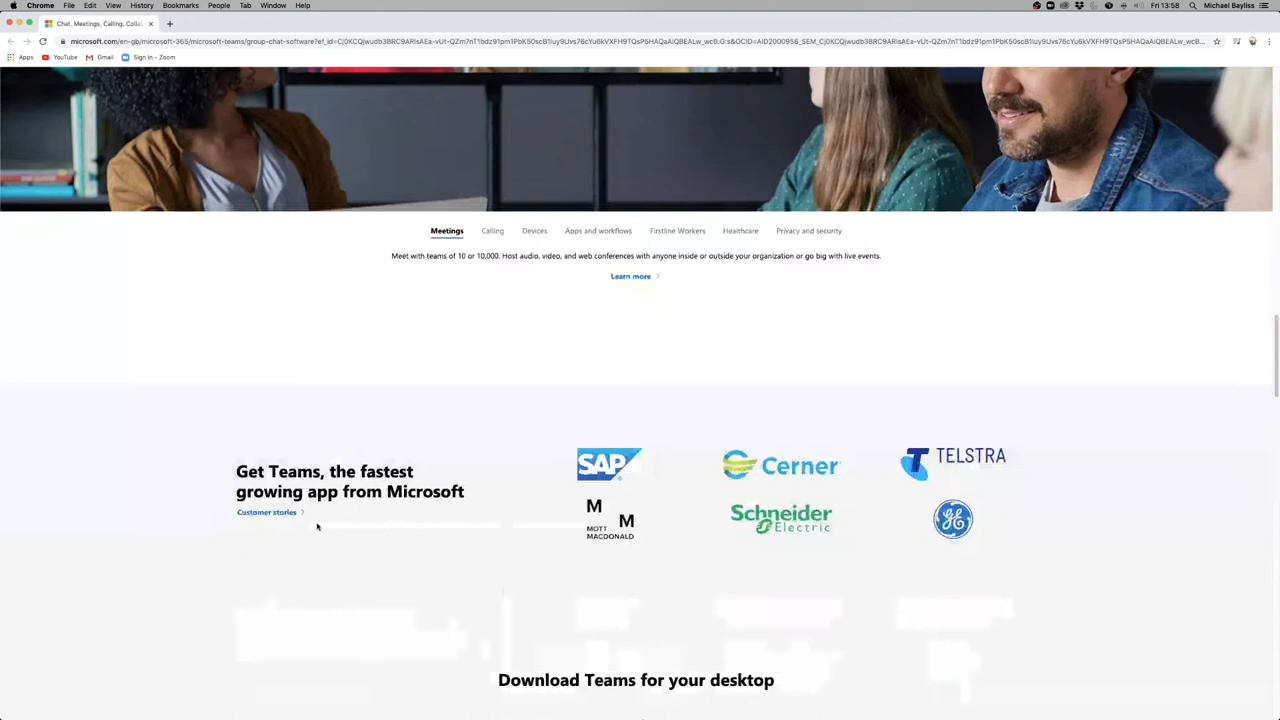 Chrome File Edit View History Bookmarks People Tab Window Help Fri 13:58 Michael Bayliss
Chat, Meetings, Calling, Collab
Apps YouTube Gmail Sign In - Zoom
Meetings Calling Devices Apps and workflows Firstline Workers Healthcare Privacy and security
Meet with teams of 10 or 10,000. Host audio, video, and web conferences with anyone inside or outside your organization or go big with live events.
Learn more
Get Teams, the fastest
growing app from Microsoft
Customer stories
SAP Cerner TELSTRA
M
M
MOTT
MACDONALD
Schneider
Electric
GE
Download Teams for your desktop